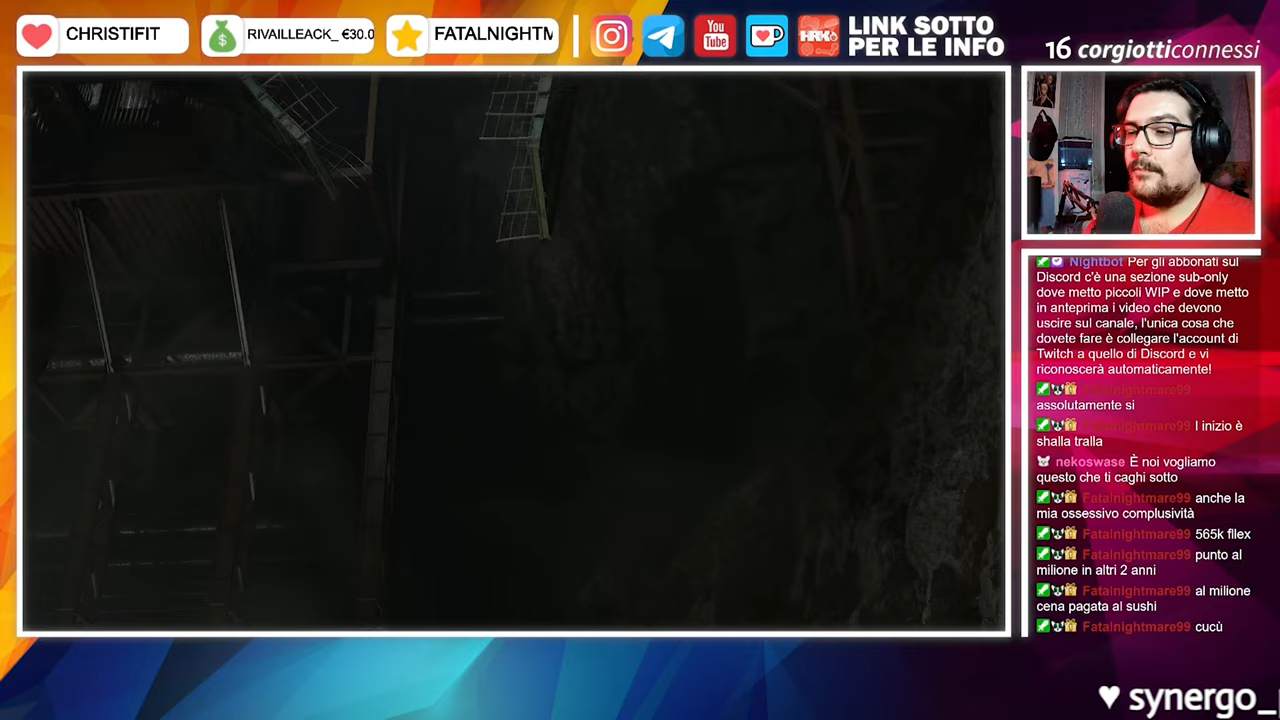 CHRISTIFIT
RIVAILLEACK_ €30.0
FATALNIGHTM
You
Tube
HRK
LINK SOTTO
PER LE INFO
16 corgiotticonnessi
Nightbot Per gli abbonati sul
Discord c'è una sezione sub-only
dove metto piccoli WIP e dove metto
in anteprima i video che devono
uscire sul canale, l'unica cosa che
dovete fare è collegare l'account di
Twitch a quello di Discord e vi
riconoscerà automaticamente!
Fatalnightmare99
assolutamente si
Fatalnightmare99 l inizio è
shalla tralla
nekoswase È noi vogliamo
questo che ti caghi sotto
Fatalnightmare99 anche la
mia ossessivo complusività
Fatalnightmare99 565k fllex
Fatalnightmare99 punto al
milione in altri 2 anni
Fatalnightmare99 al milione
cena pagata al sushi
Fatalnightmare99 cucù
♥ synergo_